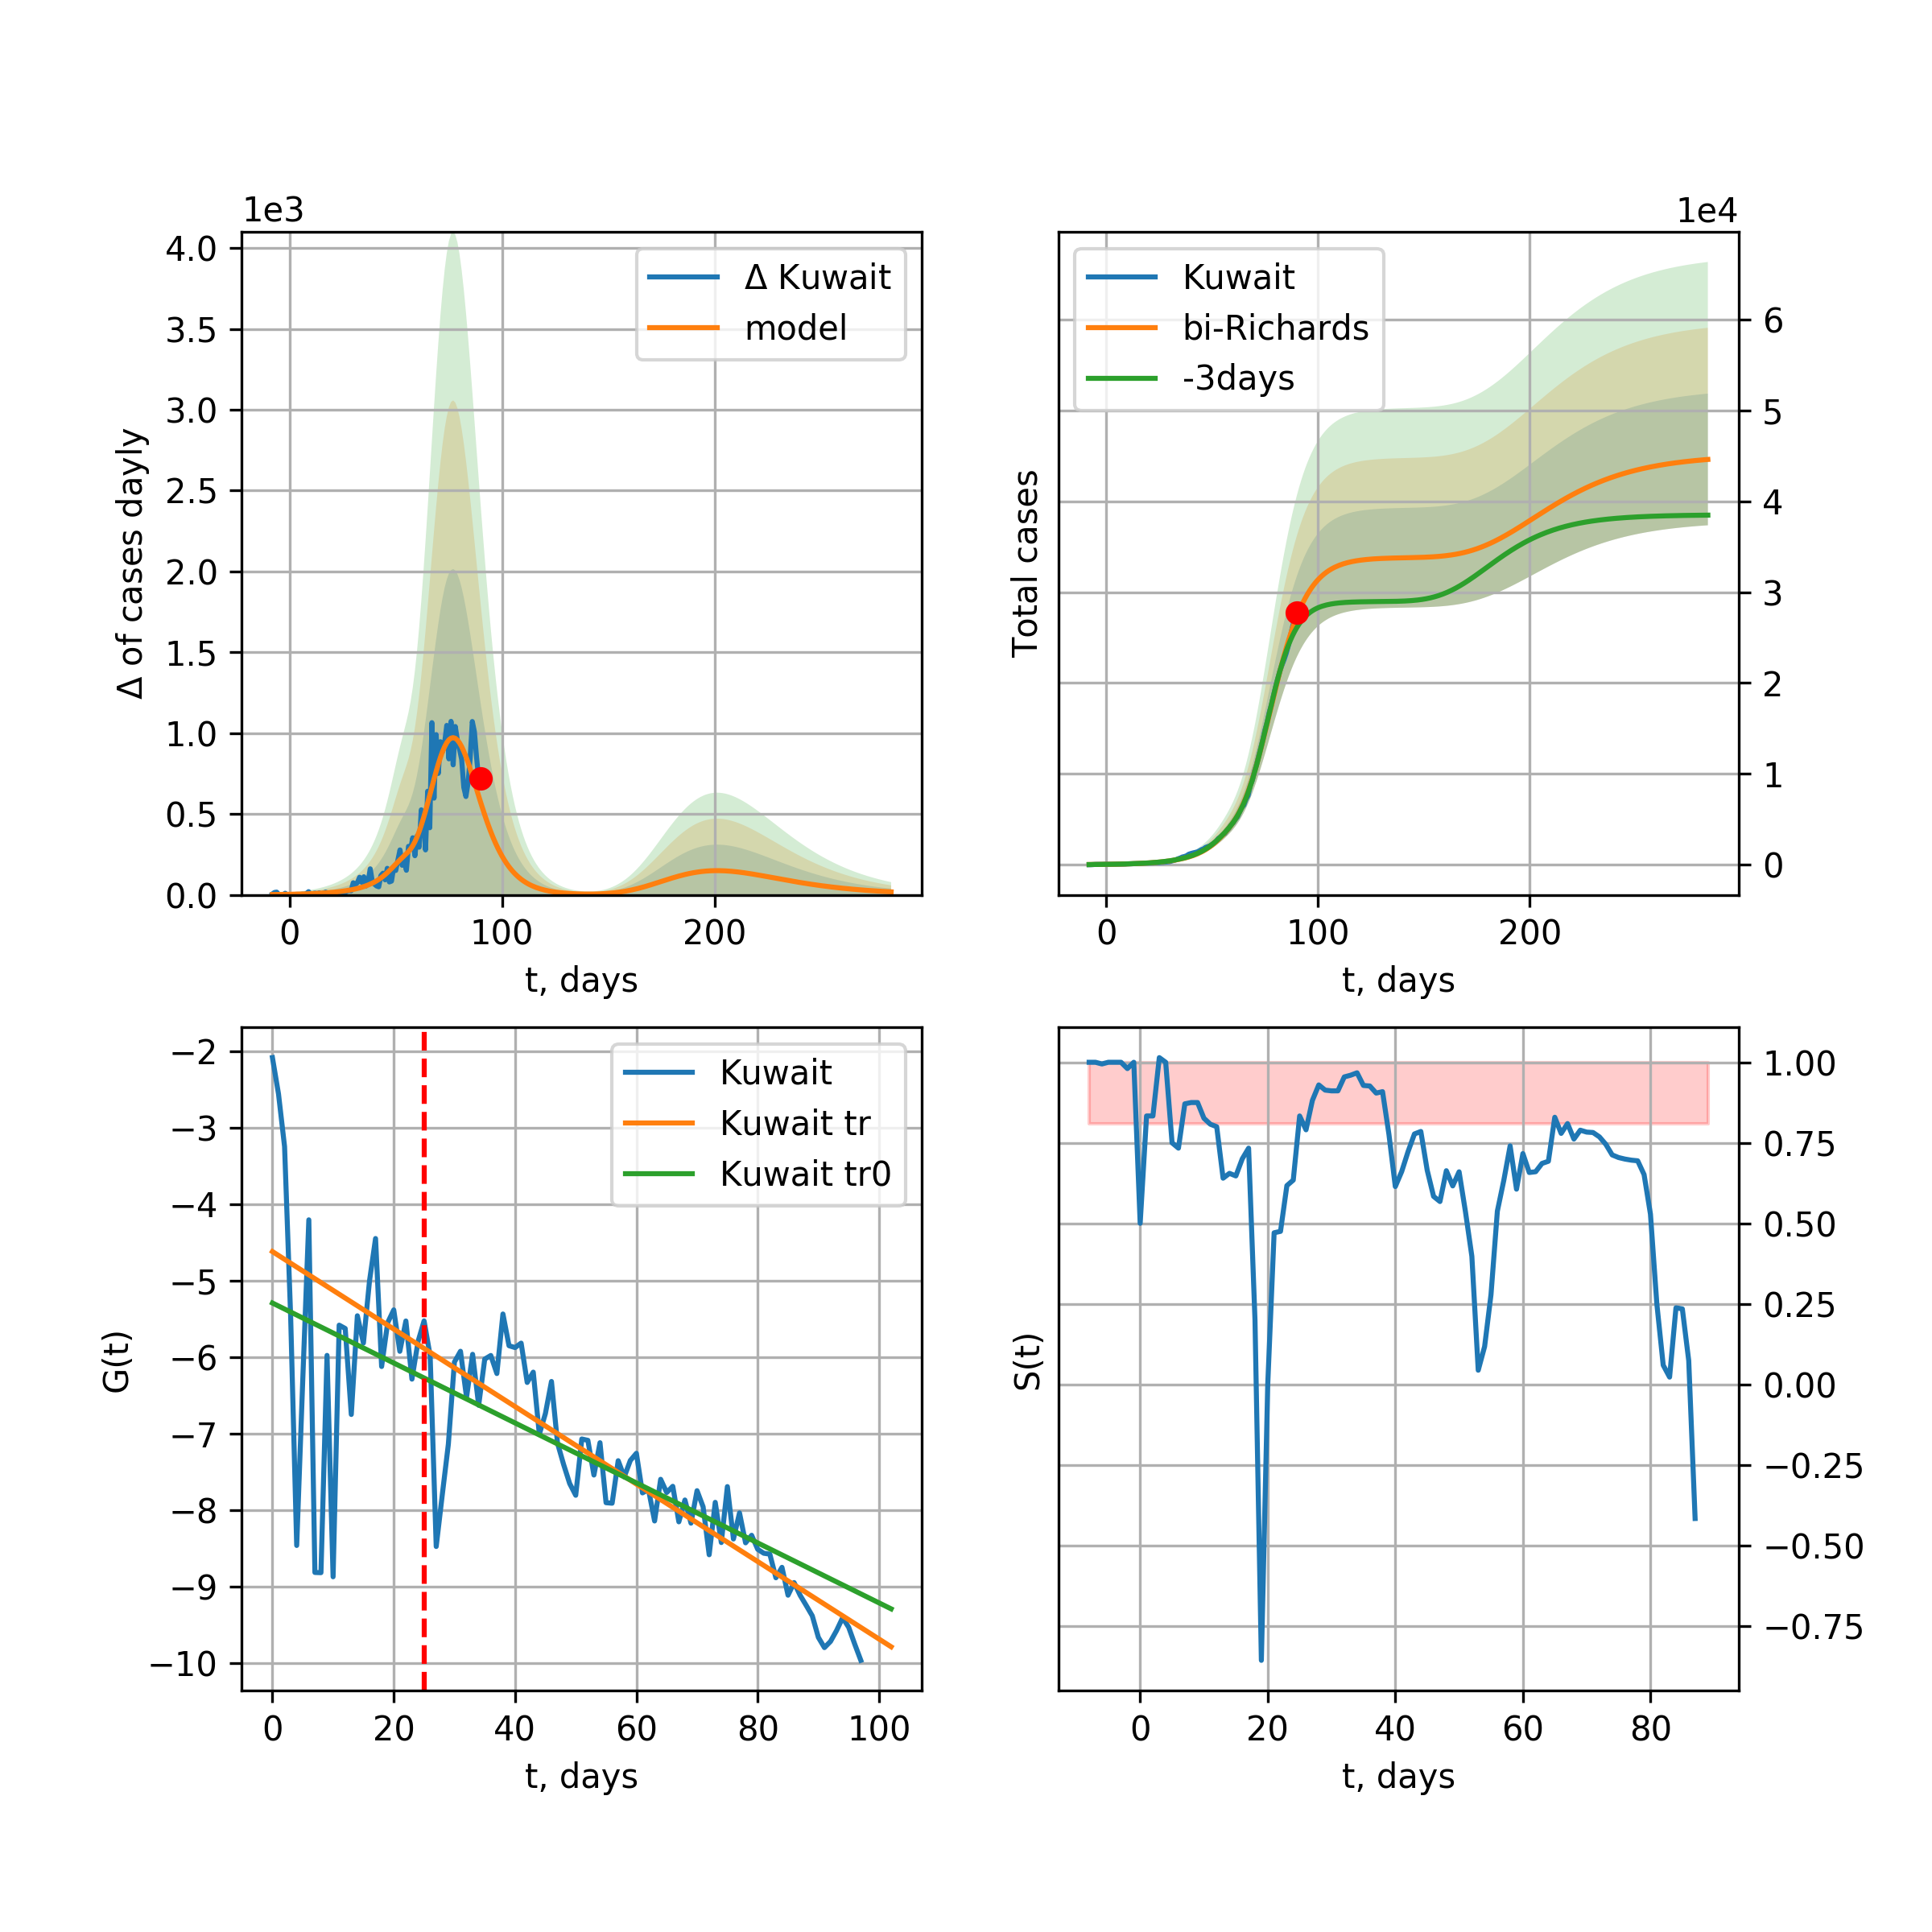 1e3
4.0
3.5
3.0
2.5
2.0
1.5
1.0
0.5
0.0
Δ of cases dayly
Δ Kuwait
model
0 100 200
t, days
1e4
Kuwait
bi-Richards
-3days
Total cases
6
5
4
3
2
1
0
0 100 200
t, days
−2
−3
−4
−5
−6
−7
−8
−9
−10
G(t)
Kuwait
Kuwait tr
Kuwait tr0
0 20 40 60 80 100
t, days
S(t)
1.00
0.75
0.50
0.25
0.00
−0.25
−0.50
−0.75
0 20 40 60 80
t, days